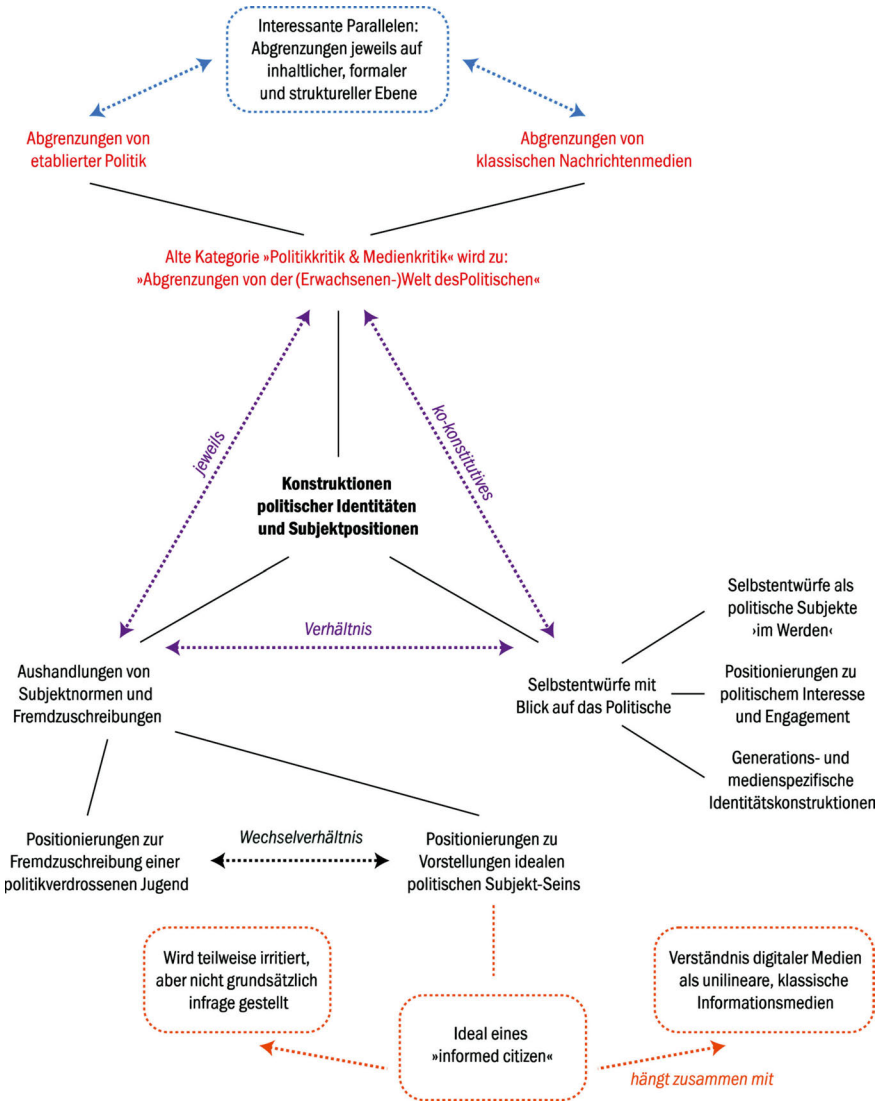 Interessante Parallelen:
Abgrenzungen jeweils auf
inhaltlicher, formaler
und struktureller Ebene
Abgrenzungen von
etablierter Politik
Abgrenzungen von
klassischen Nachrichtenmedien
Alte Kategorie »Politikkritik & Medienkritik« wird zu:
»Abgrenzungen von der (Erwachsenen-)Welt desPolitischen«
jeweils
ko-konstitutives
Konstruktionen
politischer Identitäten
und Subjektpositionen
Verhältnis
Aushandlungen von
Subjektnormen und
Fremdzuschreibungen
Selbstentwürfe mit
Blick auf das Politische
Selbstentwürfe als
politische Subjekte
›im Werden‹
Positionierungen zu
politischem Interesse
und Engagement
Generations- und
medienspezifische
Identitätskonstruktionen
Positionierungen zur
Fremdzuschreibung einer
politikverdrossenen Jugend
Wechselverhältnis
Positionierungen zu
Vorstellungen idealen
politischen Subjekt-Seins
Wird teilweise irritiert,
aber nicht grundsätzlich
infrage gestellt
Ideal eines
»informed citizen«
Verständnis digitaler Medien
als unilineare, klassische
Informationsmedien
hängt zusammen mit